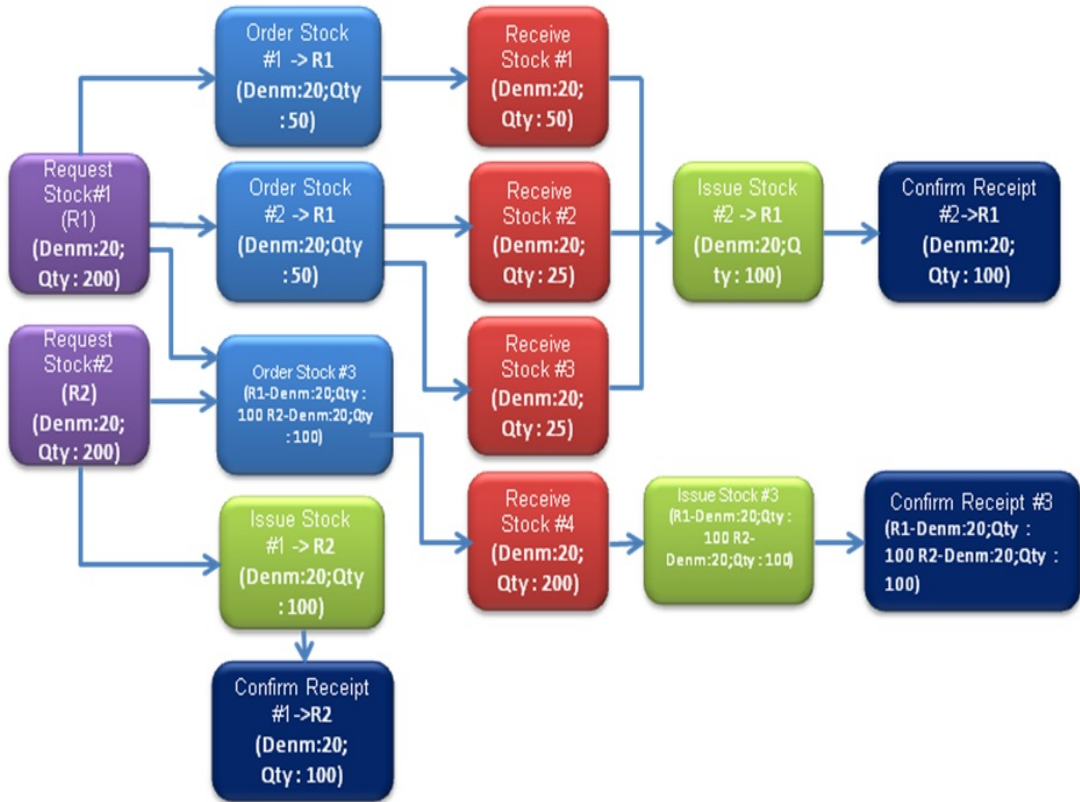 Order Stock
#1 -> R1
(Denm:20;Qty
: 50)
Receive
Stock #1
(Denm:20;
Qty : 50)
Request
Stock#1
(R1)
(Denm:20;
Qty : 200)
Order Stock
#2 -> R1
(Denm:20;Qty
: 50)
Receive
Stock #2
(Denm:20;
Qty : 25)
Issue Stock
#2 -> R1
(Denm:20;Q
ty : 100)
Confirm Receipt
#2->R1
(Denm:20;
Qty : 100)
Request
Stock#2
(R2)
(Denm:20;
Qty : 200)
Order Stock #3
(R1-Denm:20;Qty :
100 R2-Denm:20;Qty
: 100)
Receive
Stock #3
(Denm:20;
Qty : 25)
Issue Stock
#1 -> R2
(Denm:20;Qty
: 100)
Receive
Stock #4
(Denm:20;
Qty : 200)
Issue Stock #3
(R1-Denm:20;Qty :
100 R2-
Denm:20;Qty : 100)
Confirm Receipt #3
(R1-Denm:20;Qty :
100 R2-Denm:20;Qty :
100)
Confirm Receipt
#1->R2
(Denm:20;
Qty : 100)